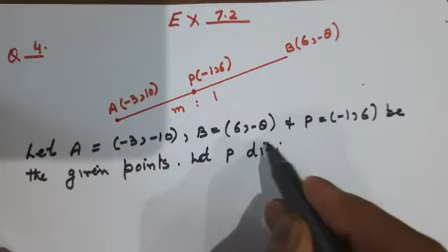 Ex 7.2
Q 4.
B(6,-8)
P(-1,6)
A(-3,10)
m : 1
Let A = (-3,-10), B = (6,-8) & P = (-1,6) be
the given points. Let P di